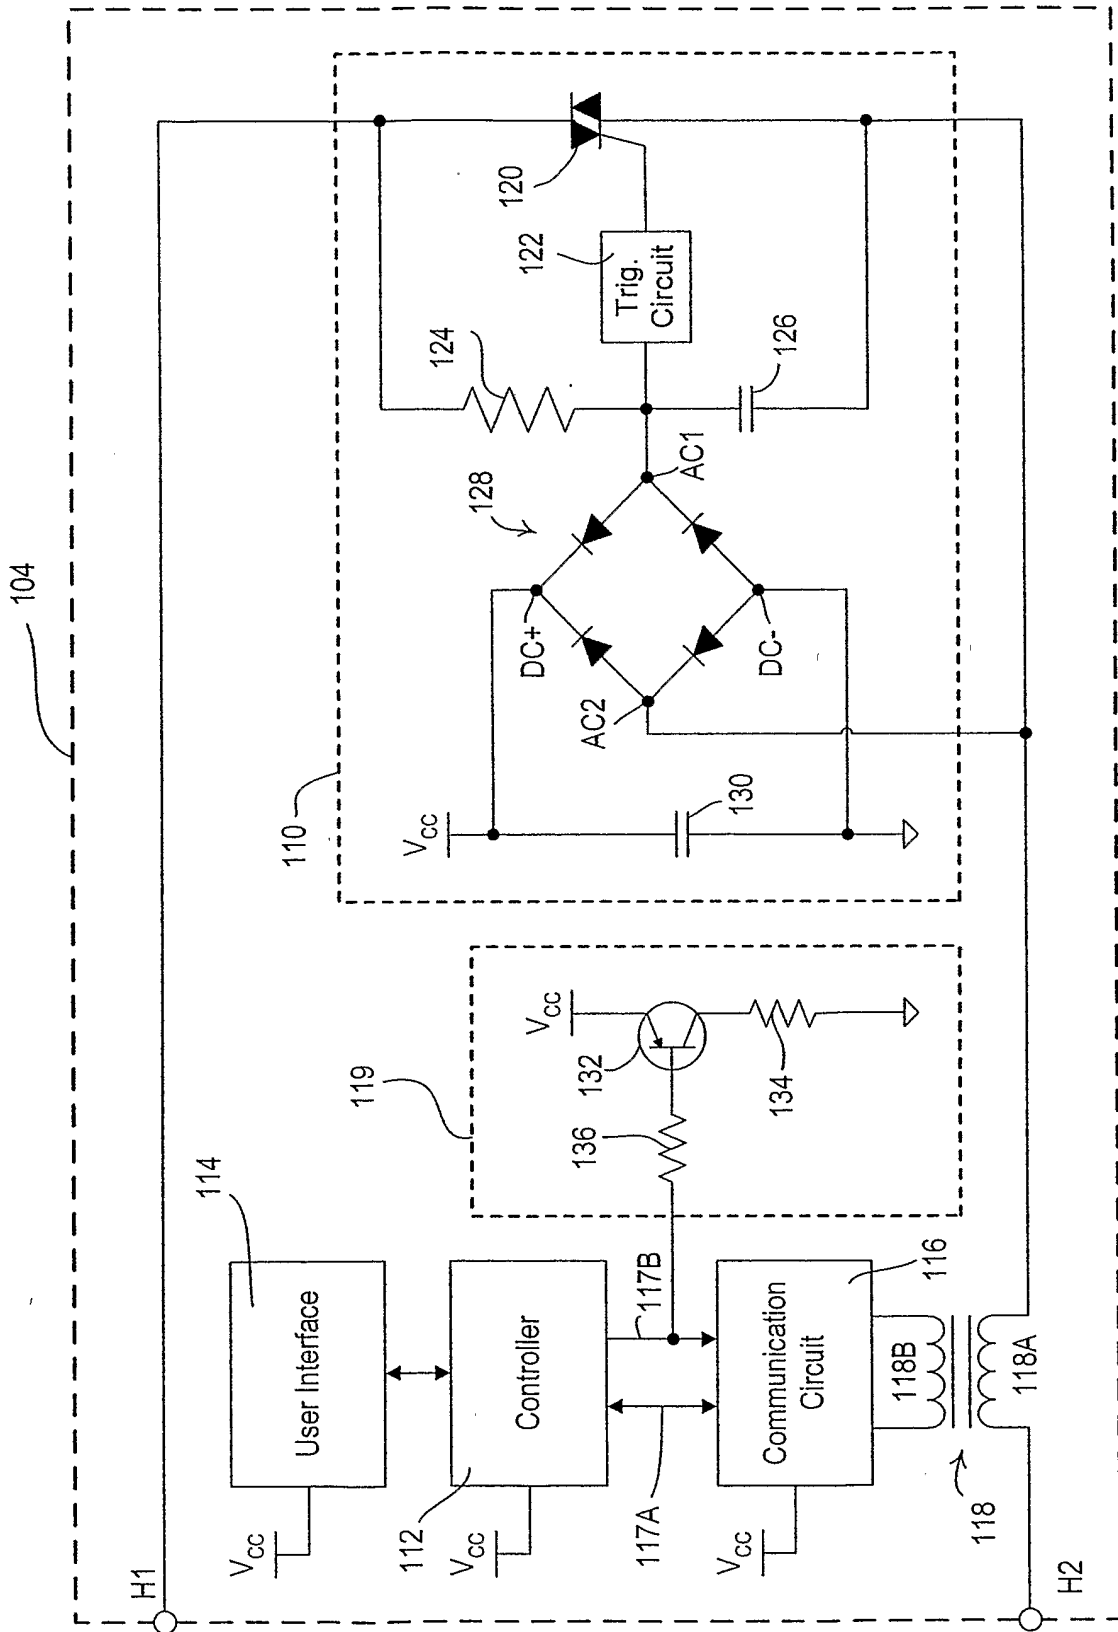 104
H1
110
124
122
Trig.
Circuit
120
128
DC+
AC1
AC2
DC-
126
Vcc
130
119
Vcc
132
136
134
114
User Interface
Vcc
112
Controller
Vcc
117A
117B
Communication
Circuit
116
Vcc
118B
118A
118
H2